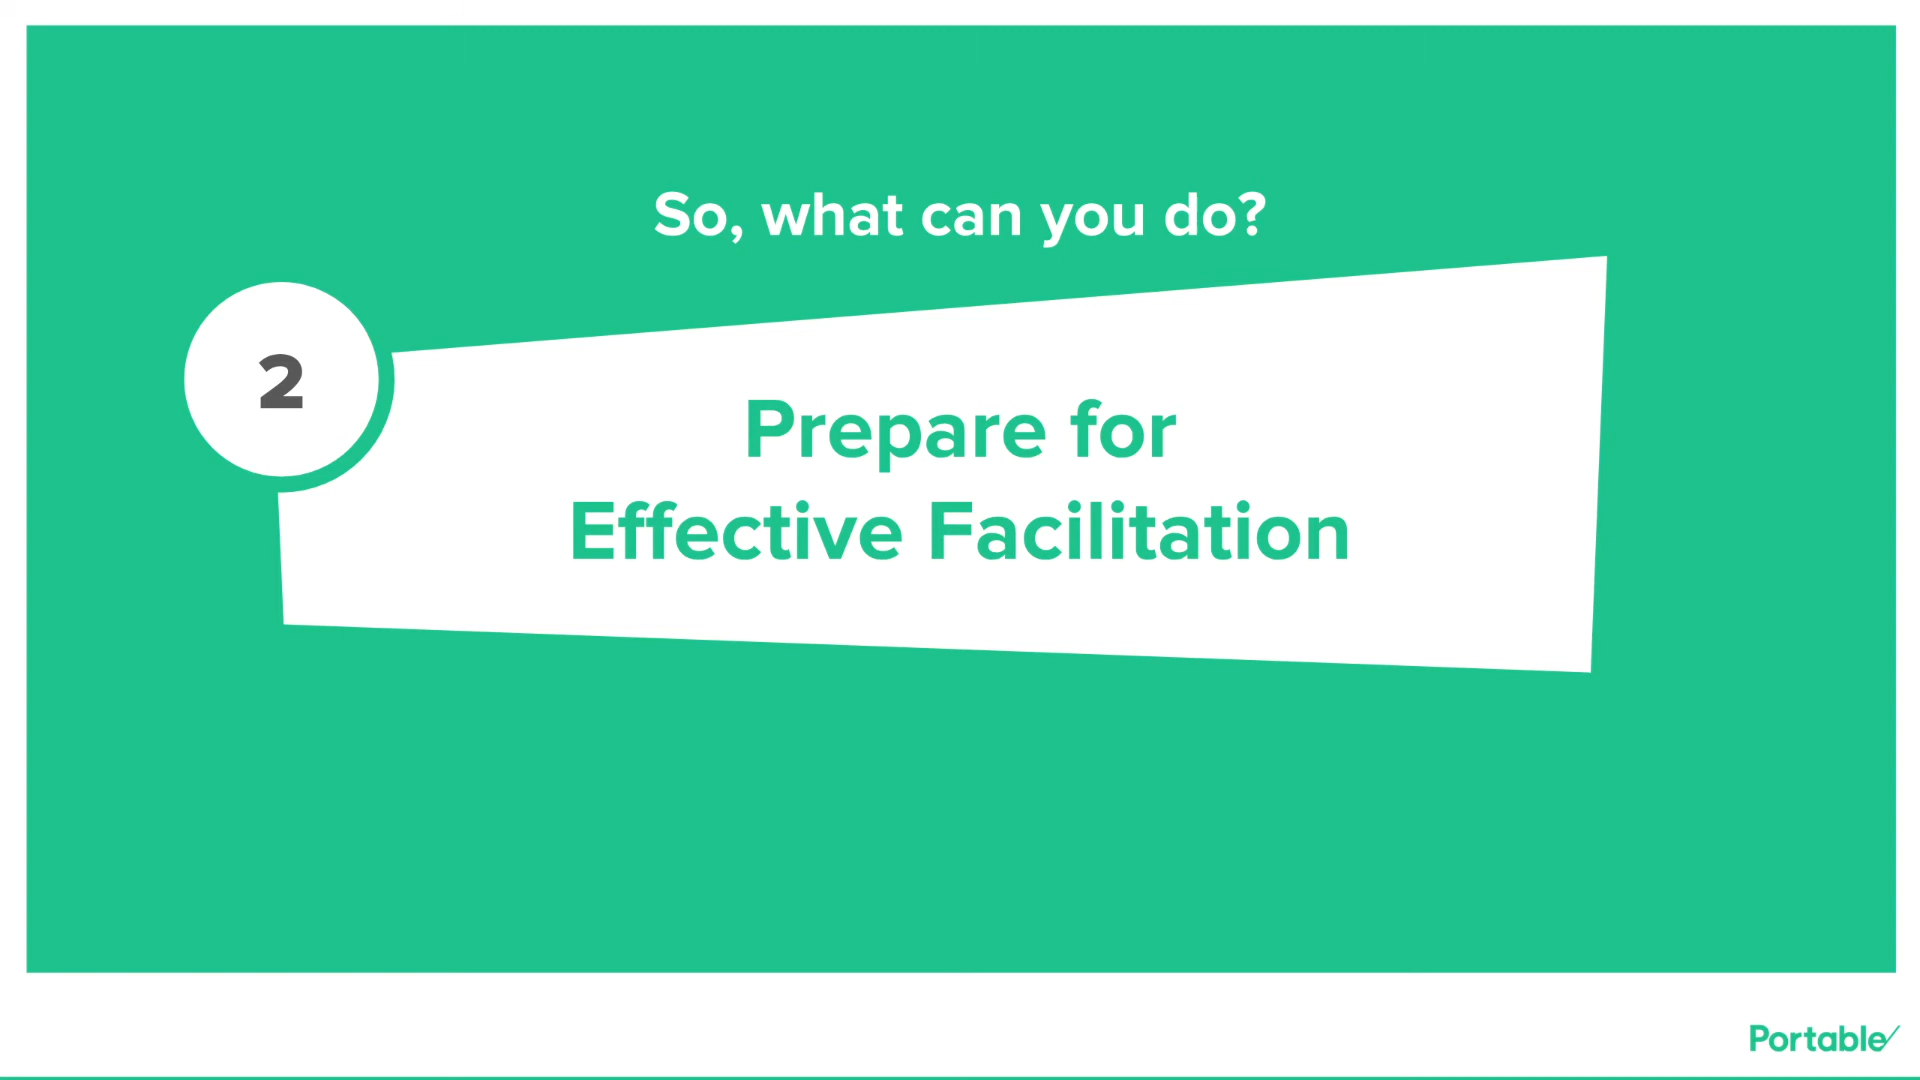 So, what can you do?
2
Prepare for
Effective Facilitation
Portable